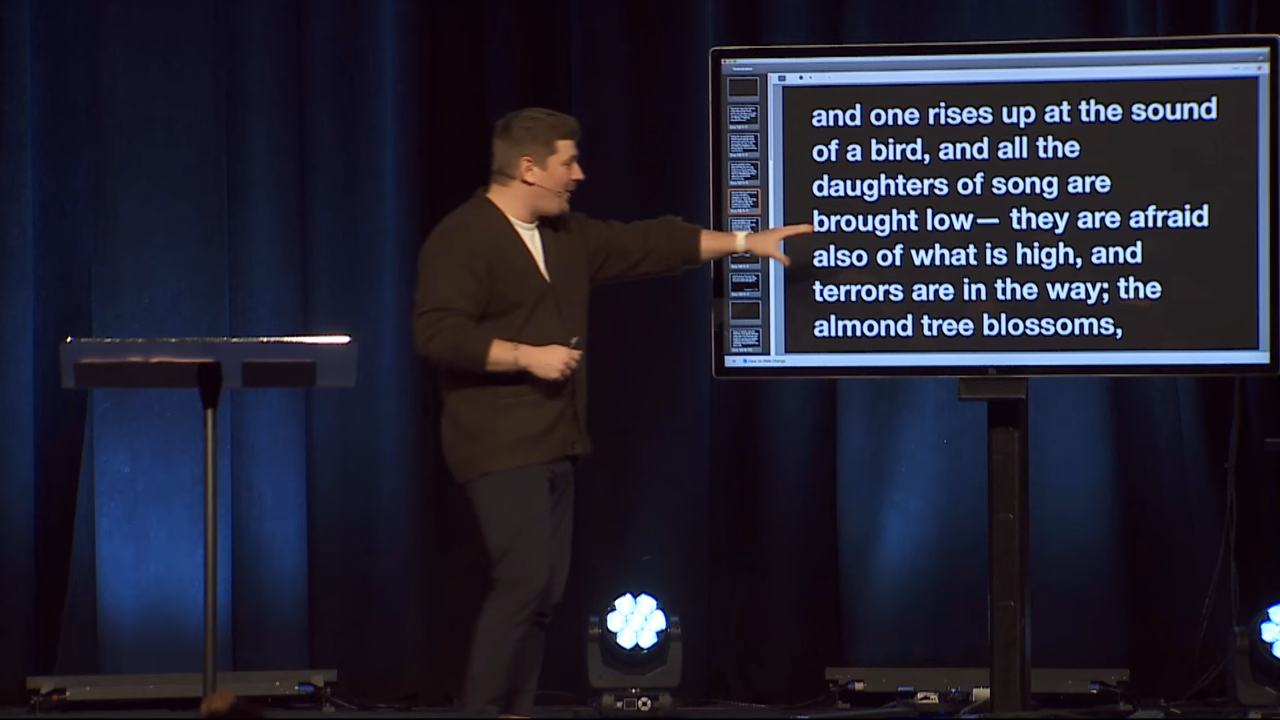 and one rises up at the sound
of a bird, and all the
daughters of song are
brought low— they are afraid
also of what is high, and
terrors are in the way; the
almond tree blossoms,